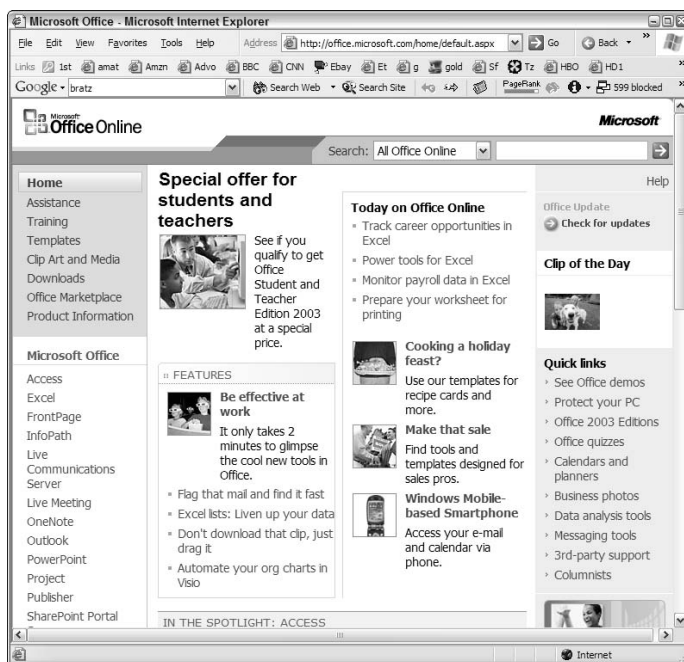 Microsoft Office - Microsoft Internet Explorer
File Edit View Favorites Tools Help Address http://office.microsoft.com/home/default.aspx Go Back »
Links 1st amat Amzn Advo BBC CNN Ebay Et g gold Sf Tz HBO HD1 »
Google bratz Search Web Search Site PageRank 599 blocked »
Microsoft
Office Online
Microsoft
Search: All Office Online
Help
Home
Assistance
Training
Templates
Clip Art and Media
Downloads
Office Marketplace
Product Information
Microsoft Office
Access
Excel
FrontPage
InfoPath
Live
Communications
Server
Live Meeting
OneNote
Outlook
PowerPoint
Project
Publisher
SharePoint Portal
Special offer for
students and
teachers
See if you
qualify to get
Office
Student and
Teacher
Edition 2003
at a special
price.
FEATURES
Be effective at
work
It only takes 2
minutes to glimpse
the cool new tools in
Office.
Flag that mail and find it fast
Excel lists: Liven up your data
Don't download that clip, just
drag it
Automate your org charts in
Visio
IN THE SPOTLIGHT: ACCESS
Today on Office Online
Track career opportunities in
Excel
Power tools for Excel
Monitor payroll data in Excel
Prepare your worksheet for
printing
Cooking a holiday
feast?
Use our templates for
recipe cards and
more.
Make that sale
Find tools and
templates designed for
sales pros.
Windows Mobile-
based Smartphone
Access your e-mail
and calendar via
phone.
Office Update
Check for updates
Clip of the Day
Quick links
See Office demos
Protect your PC
Office 2003 Editions
Office quizzes
Calendars and
planners
Business photos
Data analysis tools
Messaging tools
3rd-party support
Columnists
Internet